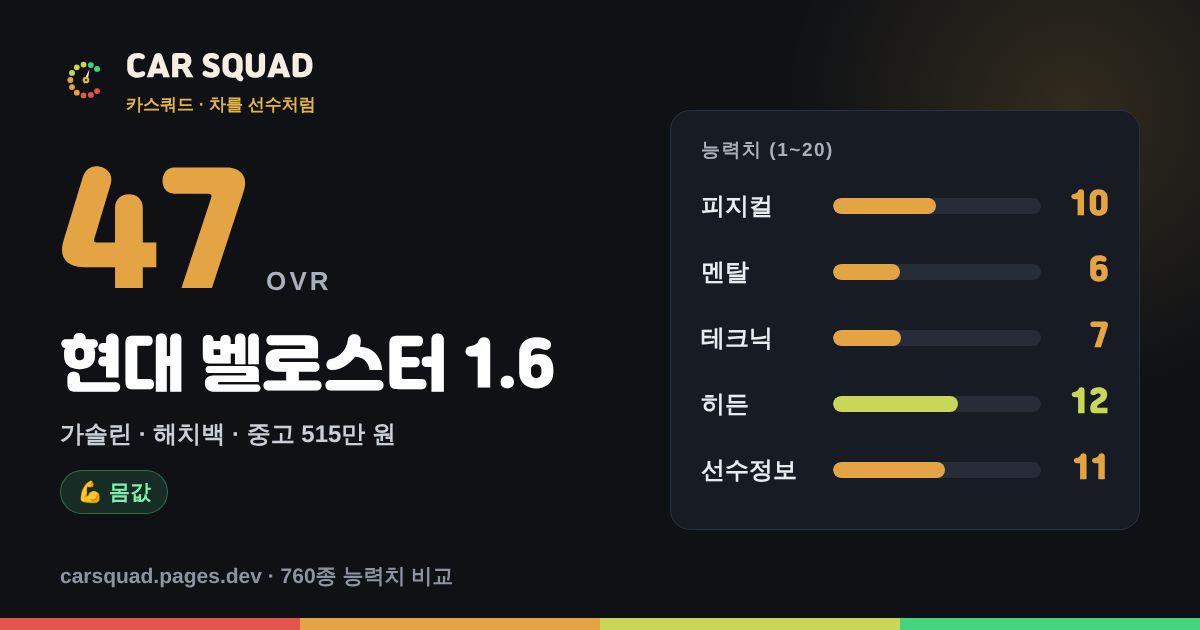 CAR SQUAD
카스쿼드 · 차를 선수처럼
47 OVR
현대 벨로스터 1.6
가솔린 · 해치백 · 중고 515만 원
💪 몸값
carsquad.pages.dev · 760종 능력치 비교
능력치 (1~20)
피지컬 10
멘탈 6
테크닉 7
히든 12
선수정보 11